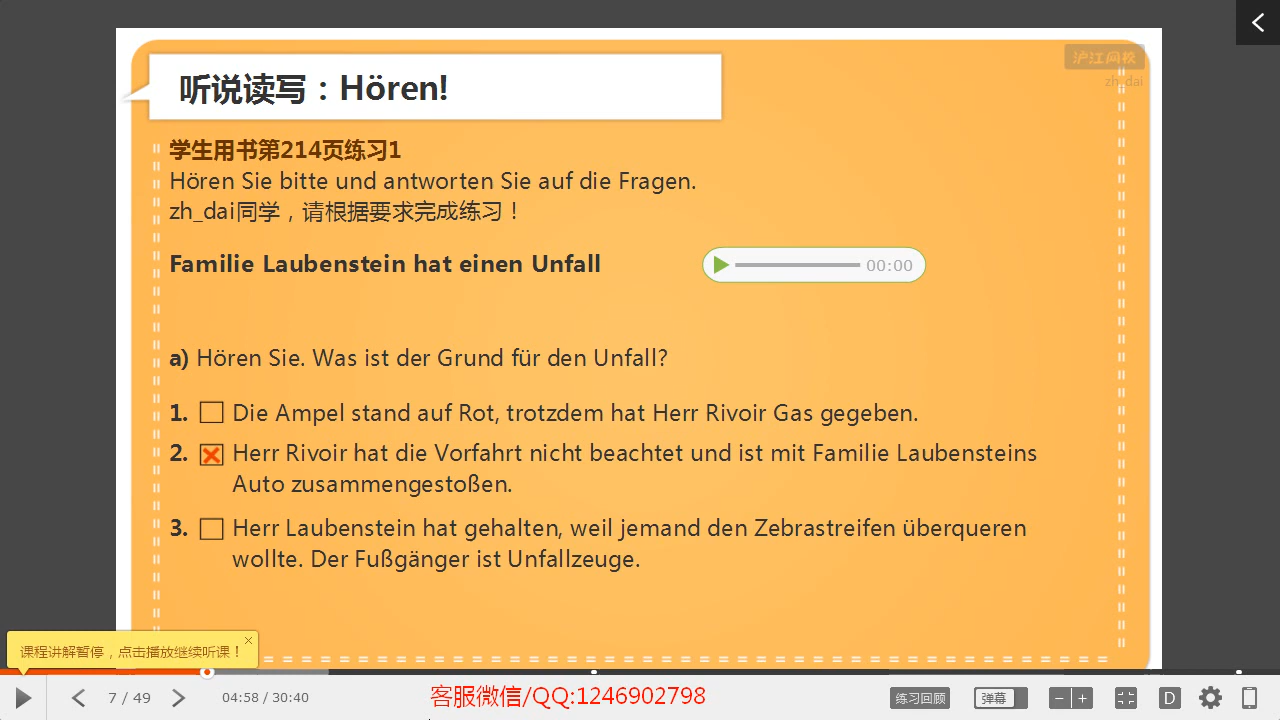 沪江网校
zh_dai
听说读写：Hören!
学生用书第214页练习1
Hören Sie bitte und antworten Sie auf die Fragen.
zh_dai同学，请根据要求完成练习！
Familie Laubenstein hat einen Unfall
00:00
a) Hören Sie. Was ist der Grund für den Unfall?
1. Die Ampel stand auf Rot, trotzdem hat Herr Rivoir Gas gegeben.
2. Herr Rivoir hat die Vorfahrt nicht beachtet und ist mit Familie Laubensteins
Auto zusammengestoßen.
3. Herr Laubenstein hat gehalten, weil jemand den Zebrastreifen überqueren
wollte. Der Fußgänger ist Unfallzeuge.
课程讲解暂停，点击播放继续听课！
7 / 49
04:58 / 30:40
客服微信/QQ:1246902798
练习回顾
弹幕
D